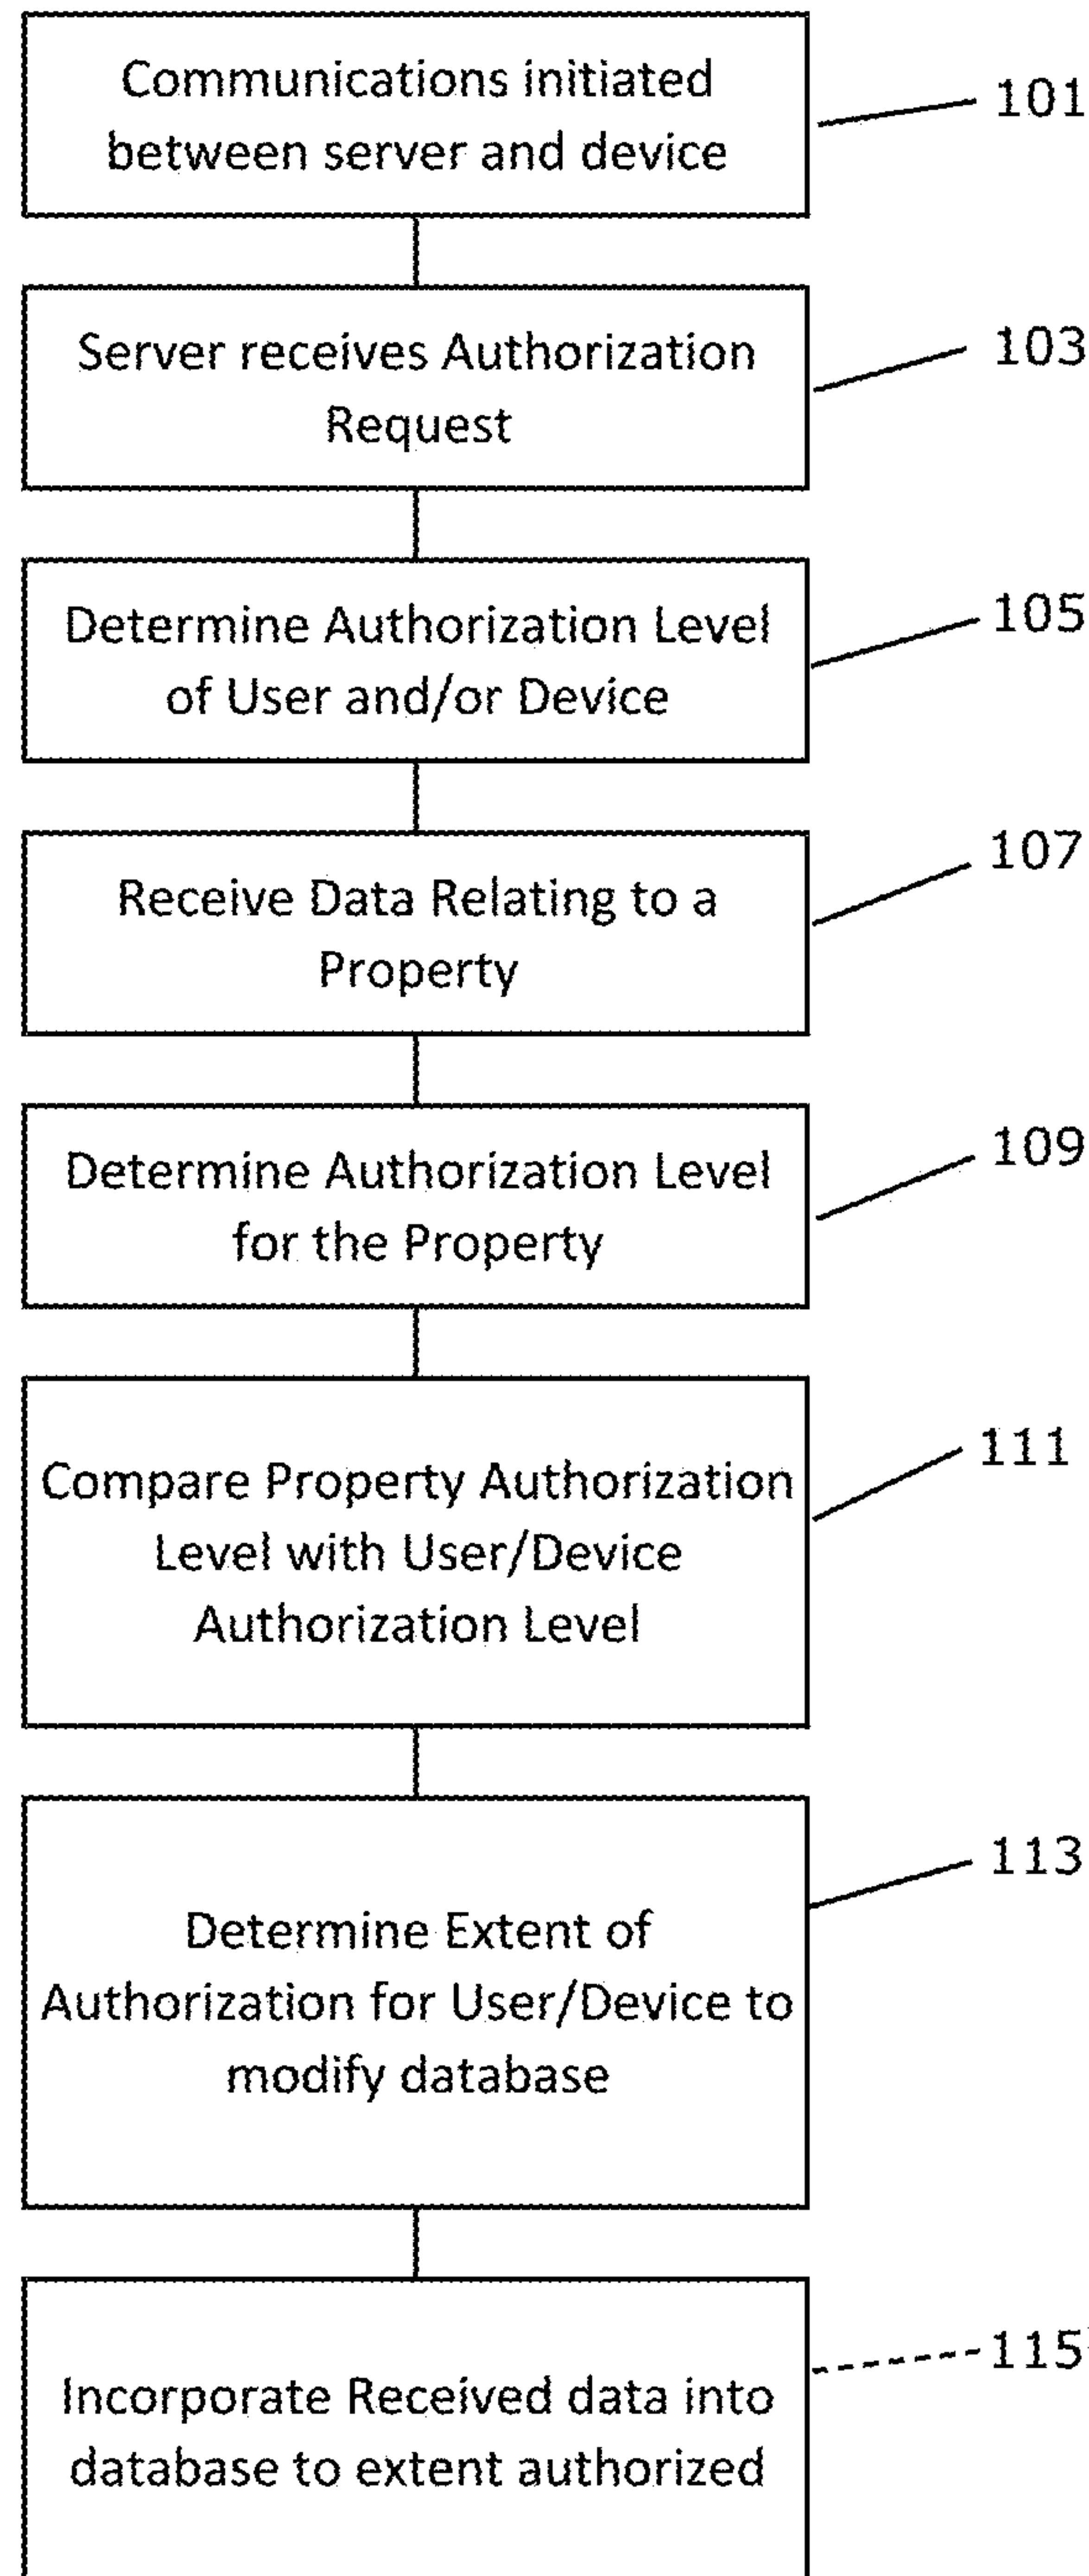 Communications initiated
between server and device
101
Server receives Authorization
Request
103
Determine Authorization Level
of User and/or Device
105
Receive Data Relating to a
Property
107
Determine Authorization Level
for the Property
109
Compare Property Authorization
Level with User/Device
Authorization Level
111
Determine Extent of
Authorization for User/Device to
modify database
113
Incorporate Received data into
database to extent authorized
115